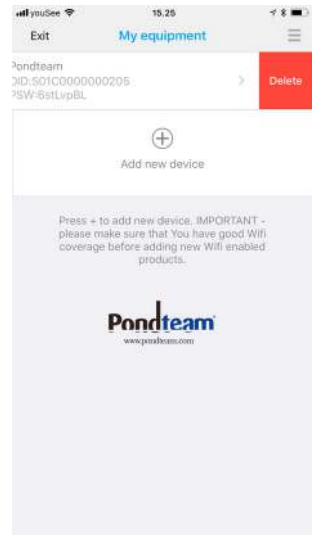 youSee 15.25
Exit My equipment
Pondteam
DID:S01C0000000205
PSW:6stLvpBL
Delete
Add new device
Press + to add new device. IMPORTANT -
please make sure that You have good Wifi
coverage before adding new Wifi enabled
products.
Pondteam
www.pondteam.com